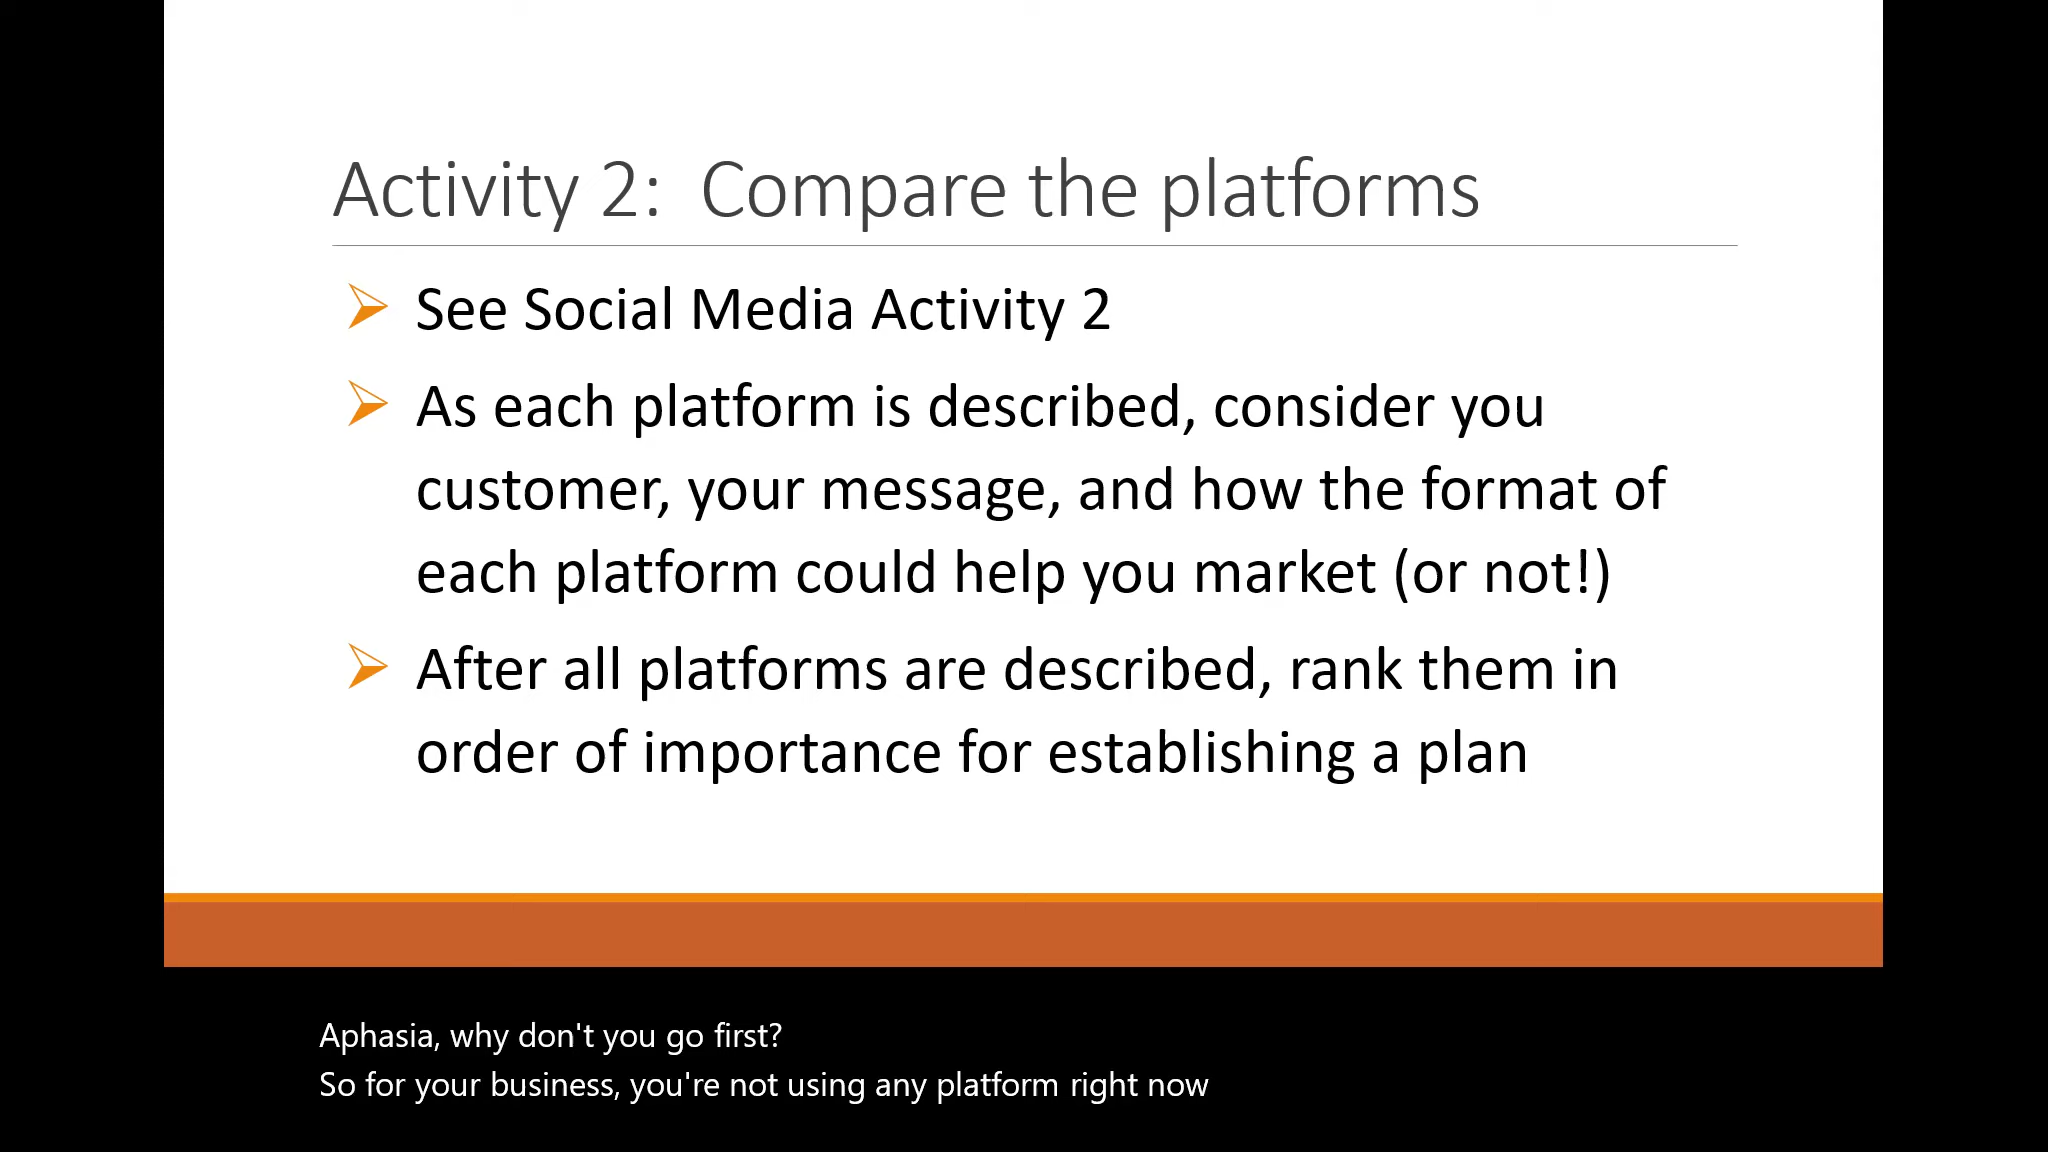 Activity 2:  Compare the platforms
See Social Media Activity 2
As each platform is described, consider you
customer, your message, and how the format of
each platform could help you market (or not!)
After all platforms are described, rank them in
order of importance for establishing a plan
Aphasia, why don't you go first?
So for your business, you're not using any platform right now